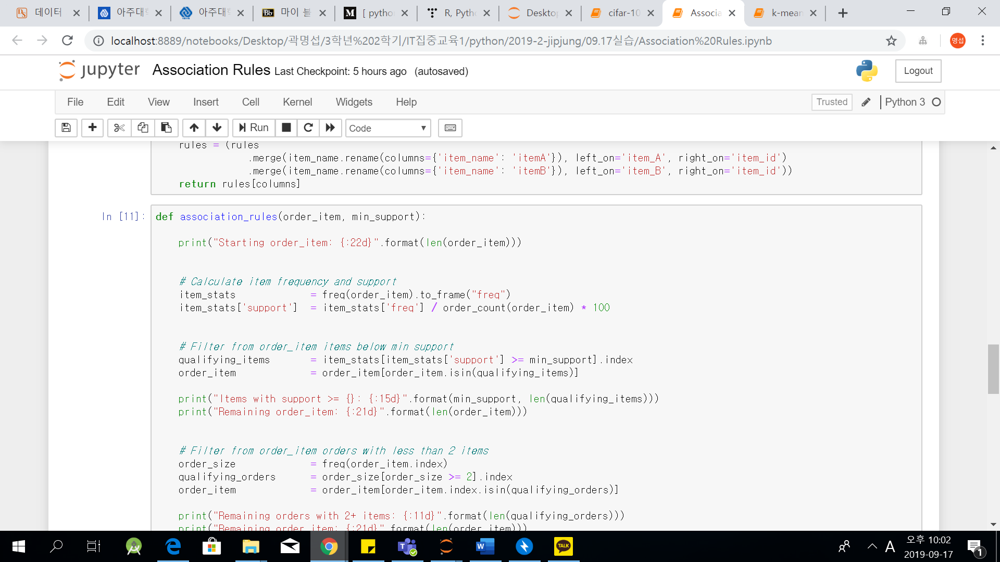 데이터
아주대학
아주대학
Bb 마이 블
M [ pytho
R, Pytho
Desktop
cifar-10
Associa
k-mean
localhost:8889/notebooks/Desktop/곽명섭/3학년%202학기/IT집중교육1/python/2019-2-jipjung/09.17실습/Association%20Rules.ipynb
명섭
jupyter Association Rules Last Checkpoint: 5 hours ago (autosaved)
Logout
File Edit View Insert Cell Kernel Widgets Help
Trusted
Python 3
Run
Code
rules = (rules
.merge(item_name.rename(columns={'item_name': 'itemA'}), left_on='item_A', right_on='item_id')
.merge(item_name.rename(columns={'item_name': 'itemB'}), left_on='item_B', right_on='item_id'))
return rules[columns]
In [11]: def association_rules(order_item, min_support):
print("Starting order_item: {:22d}".format(len(order_item)))
# Calculate item frequency and support
item_stats = freq(order_item).to_frame("freq")
item_stats['support'] = item_stats['freq'] / order_count(order_item) * 100
# Filter from order_item items below min support
qualifying_items = item_stats[item_stats['support'] >= min_support].index
order_item = order_item[order_item.isin(qualifying_items)]
print("Items with support >= {}: {:15d}".format(min_support, len(qualifying_items)))
print("Remaining order_item: {:21d}".format(len(order_item)))
# Filter from order_item orders with less than 2 items
order_size = freq(order_item.index)
qualifying_orders = order_size[order_size >= 2].index
order_item = order_item[order_item.index.isin(qualifying_orders)]
print("Remaining orders with 2+ items: {:11d}".format(len(qualifying_orders)))
print("Remaining order_item: {:21d}".format(len(order_item)))
TALK
A
오후 10:02
2019-09-17
1